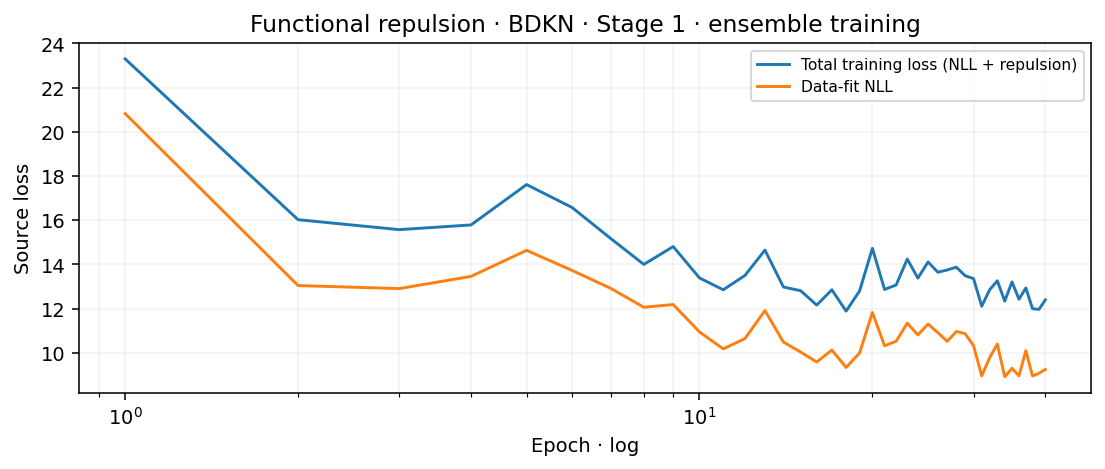 Functional repulsion · BDKN · Stage 1 · ensemble training
Source loss
24
22
20
18
16
14
12
10
Total training loss (NLL + repulsion)
Data-fit NLL
10⁰
10¹
Epoch · log